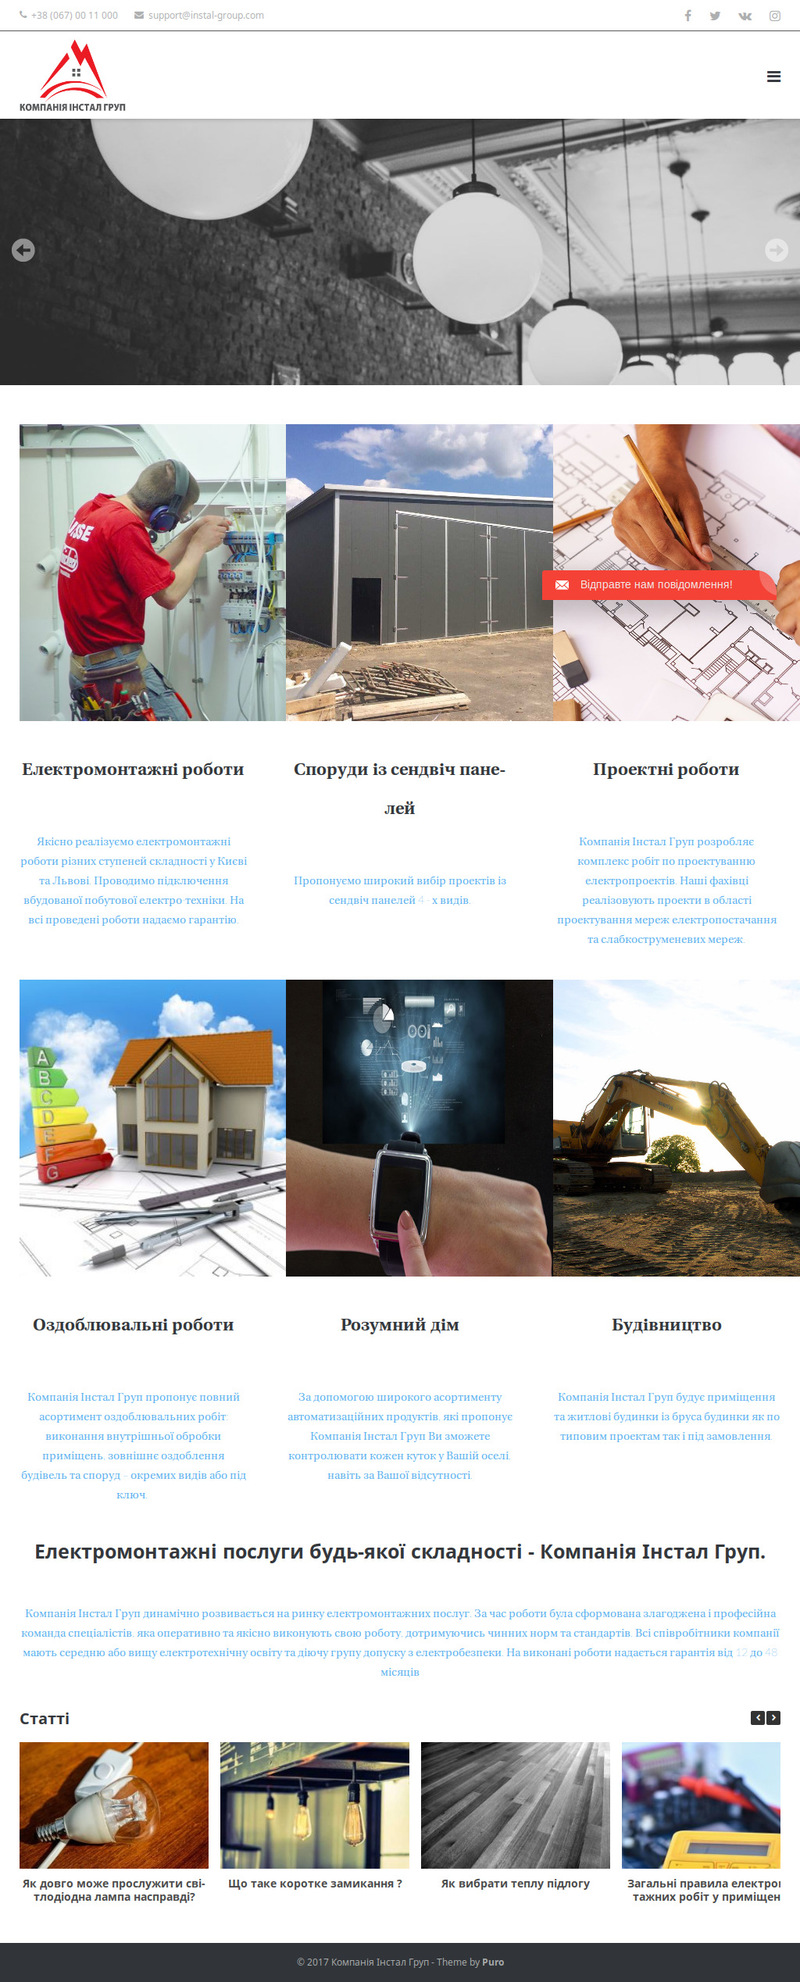 +38 (067) 00 11 000 support@instal-group.com
КОМПАНІЯ ІНСТАЛ ГРУП
Відправте нам повідомлення!
Електромонтажні роботи
Якісно реалізуємо електромонтажні
роботи різних ступеней складності у Києві
та Львові. Проводимо підключення
вбудованої побутової електро-техніки. На
всі проведені роботи надаємо гарантію.
Споруди із сендвіч пане-
лей
Пропонуємо широкий вибір проектів із
сендвіч панелей 4 - х видів.
Проектні роботи
Компанія Інстал Груп розробляє
комплекс робіт по проектуванню
електропроектів. Наші фахівці
реалізовують проекти в області
проектування мереж електропостачання
та слабкострумєневих мереж.
A
B
C
D
E
F
G
Оздоблювальні роботи
Компанія Інстал Груп пропонує повний
асортимент оздоблювальних робіт:
виконання внутрішньої обробки
приміщень, зовнішнє оздоблення
будівель та споруд – окремих видів або під
ключ.
Розумний дім
За допомогою широкого асортименту
автоматизаційних продуктів, які пропонує
Компанія Інстал Груп Ви зможете
контролювати кожен куток у Вашій оселі,
навіть за Вашої відсутності.
Будівництво
Компанія Інстал Груп будує приміщення
та житлові будинки із бруса будинки як по
типовим проектам так і під замовлення.
Електромонтажні послуги будь-якої складності - Компанія Інстал Груп.
Компанія Інстал Груп динамічно розвивається на ринку електромонтажних послуг. За час роботи була сформована злагоджена і професійна
команда спеціалістів, яка оперативно та якісно виконують свою роботу, дотримуючись чинних норм та стандартів. Всі співробітники компанії
мають середню або вищу електротехнічну освіту та діючу групу допуску з електробезпеки. На виконані роботи надається гарантія від 12 до 48
місяців
Статті
Як довго може прослужити сві-
тлодіодна лампа насправді?
Що таке коротке замикання ?
Як вибрати теплу підлогу
Загальні правила електро
тажних робіт у приміщен
© 2017 Компанія Інстал Груп - Theme by Puro